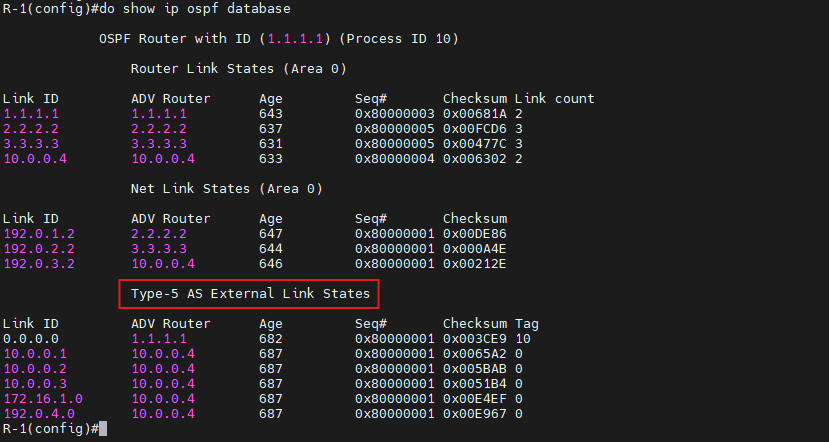 R-1(config)#do show ip ospf database
OSPF Router with ID (1.1.1.1) (Process ID 10)
Router Link States (Area 0)
Link ID ADV Router Age Seq# Checksum Link count
1.1.1.1 1.1.1.1 643 0x80000003 0x00681A 2
2.2.2.2 2.2.2.2 637 0x80000005 0x00FCD6 3
3.3.3.3 3.3.3.3 631 0x80000005 0x00477C 3
10.0.0.4 10.0.0.4 633 0x80000004 0x006302 2
Net Link States (Area 0)
Link ID ADV Router Age Seq# Checksum
192.0.1.2 2.2.2.2 647 0x80000001 0x00DE86
192.0.2.2 3.3.3.3 644 0x80000001 0x000A4E
192.0.3.2 10.0.0.4 646 0x80000001 0x00212E
Type-5 AS External Link States
Link ID ADV Router Age Seq# Checksum Tag
0.0.0.0 1.1.1.1 682 0x80000001 0x003CE9 10
10.0.0.1 10.0.0.4 687 0x80000001 0x0065A2 0
10.0.0.2 10.0.0.4 687 0x80000001 0x005BAB 0
10.0.0.3 10.0.0.4 687 0x80000001 0x0051B4 0
172.16.1.0 10.0.0.4 687 0x80000001 0x00E4EF 0
192.0.4.0 10.0.0.4 687 0x80000001 0x00E967 0
R-1(config)#